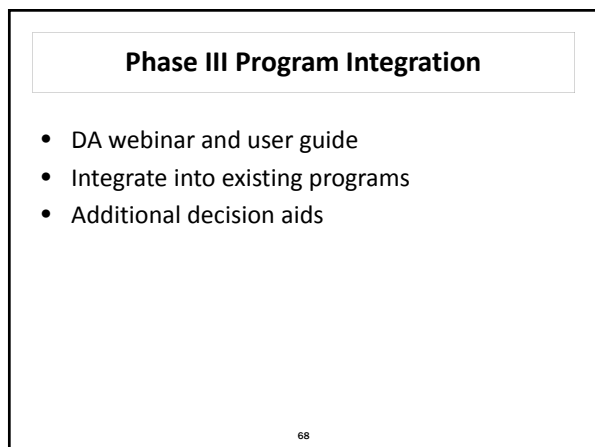 Phase III Program Integration
• DA webinar and user guide
• Integrate into existing programs
• Additional decision aids
68